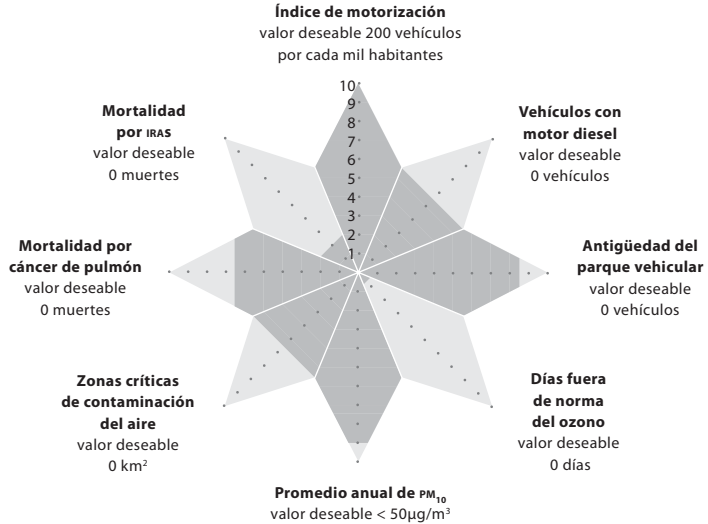 Índice de motorización
valor deseable 200 vehículos
por cada mil habitantes
Mortalidad
por IRAs
valor deseable
0 muertes
Vehículos con
motor diesel
valor deseable
0 vehículos
10
9
8
7
6
5
4
3
2
1
Mortalidad por
cáncer de pulmón
valor deseable
0 muertes
Antigüedad del
parque vehicular
valor deseable
0 vehículos
Zonas críticas
de contaminación
del aire
valor deseable
0 km²
Días fuera
de norma
del ozono
valor deseable
0 días
Promedio anual de PM₁₀
valor deseable < 50μg/m³